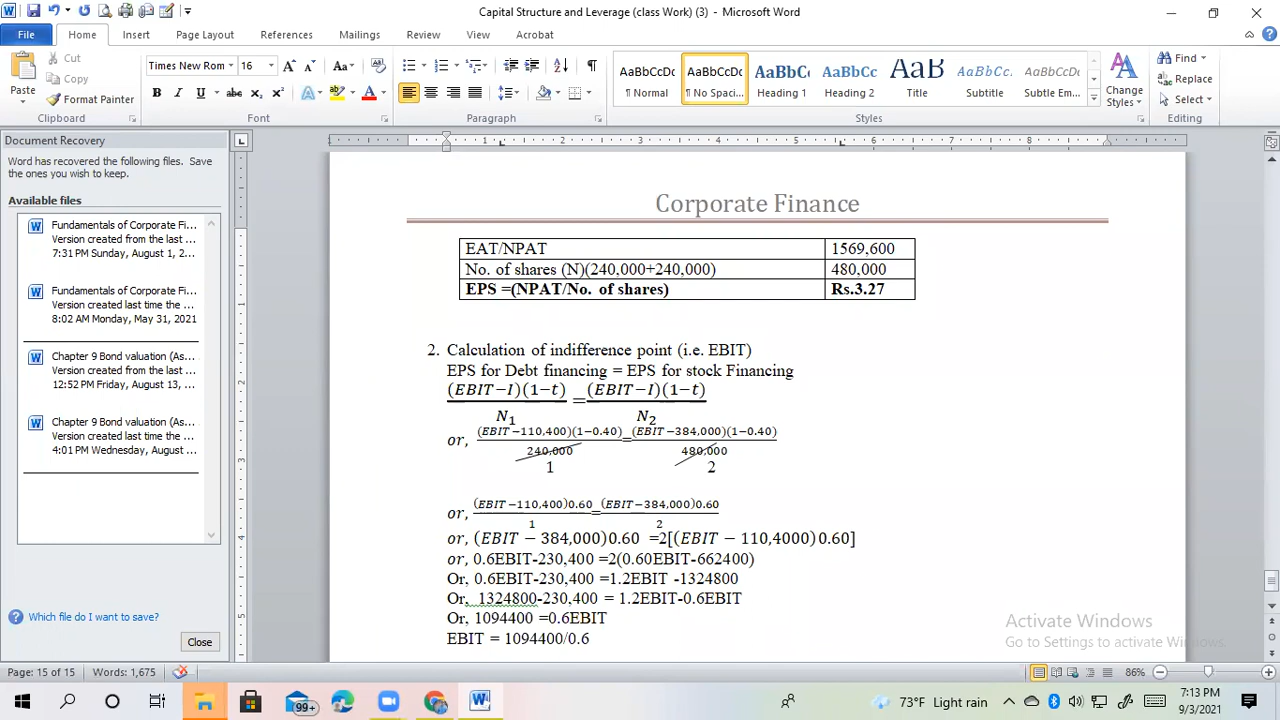 Capital Structure and Leverage (class Work) (3) - Microsoft Word
File Home Insert Page Layout References Mailings Review View Acrobat
Paste
Cut
Copy
Format Painter
Clipboard
Times New Rom 16
Font
Paragraph
AaBbCcDc AaBbCcDc AaBbC AaBbCc AaB AaBbCcL AaBbCcDc
¶ Normal ¶ No Spaci... Heading 1 Heading 2 Title Subtitle Subtle Em...
Change Styles
Styles
Find
Replace
Select
Editing
Document Recovery
Word has recovered the following files. Save
the ones you wish to keep.
Available files
Fundamentals of Corporate Fi...
Version created from the last ...
7:31 PM Sunday, August 1, 2...
Fundamentals of Corporate Fi...
Version created last time the ...
8:02 AM Monday, May 31, 2021
Chapter 9 Bond valuation (As...
Version created from the last ...
12:52 PM Friday, August 13, ...
Chapter 9 Bond valuation (As...
Version created last time the ...
4:01 PM Wednesday, August ...
Which file do I want to save?
Close
Corporate Finance
EAT/NPAT 1569,600
No. of shares (N)(240,000+240,000) 480,000
EPS =(NPAT/No. of shares) Rs.3.27
2. Calculation of indifference point (i.e. EBIT)
EPS for Debt financing = EPS for stock Financing
(EBIT−I)(1−t) = (EBIT−I)(1−t)
N1 N2
or, (EBIT−110,400)(1−0.40) = (EBIT−384,000)(1−0.40)
240,000 480,000
1 2
or, (EBIT−110,400)0.60 = (EBIT−384,000)0.60
1 2
or, (EBIT − 384,000)0.60 =2[(EBIT − 110,4000)0.60]
or, 0.6EBIT-230,400 =2(0.60EBIT-662400)
Or, 0.6EBIT-230,400 =1.2EBIT -1324800
Or, 1324800-230,400 = 1.2EBIT-0.6EBIT
Or, 1094400 =0.6EBIT
EBIT = 1094400/0.6
Activate Windows
Go to Settings to activate Windows.
Page: 15 of 15 Words: 1,675 86%
99+ 73°F Light rain 7:13 PM
9/3/2021